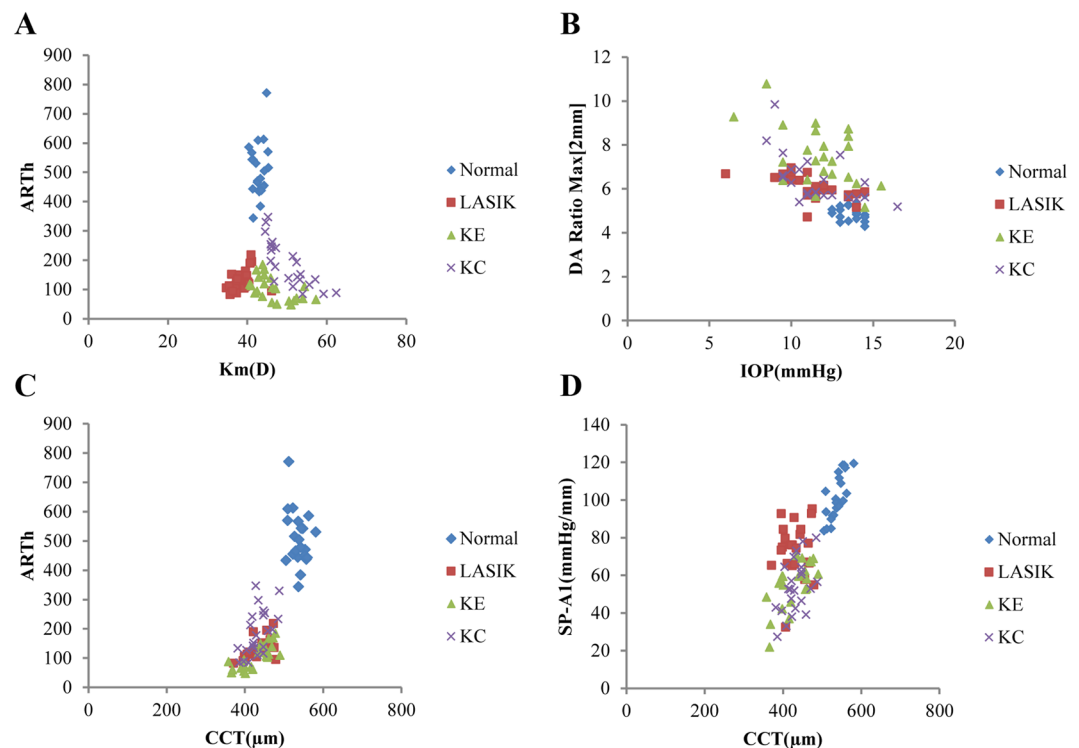 A
900
800
700
600
500
400
300
200
100
0
ARTh
0 20 40 60 80
Km(D)
Normal
LASIK
KE
KC
B
12
10
8
6
4
2
0
DA Ratio Max[2mm]
0 5 10 15 20
IOP(mmHg)
Normal
LASIK
KE
KC
C
900
800
700
600
500
400
300
200
100
0
ARTh
0 200 400 600 800
CCT(μm)
Normal
LASIK
KE
KC
D
140
120
100
80
60
40
20
0
SP-A1(mmHg/mm)
0 200 400 600 800
CCT(μm)
Normal
LASIK
KE
KC